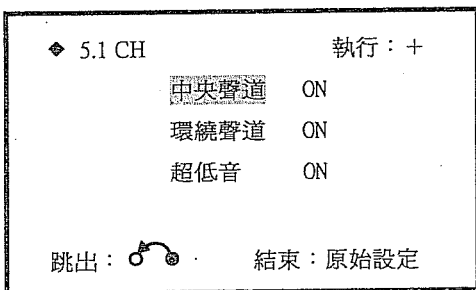 5.1 CH 執行：+
中央聲道 ON
環繞聲道 ON
超低音 ON
跳出： 結束：原始設定